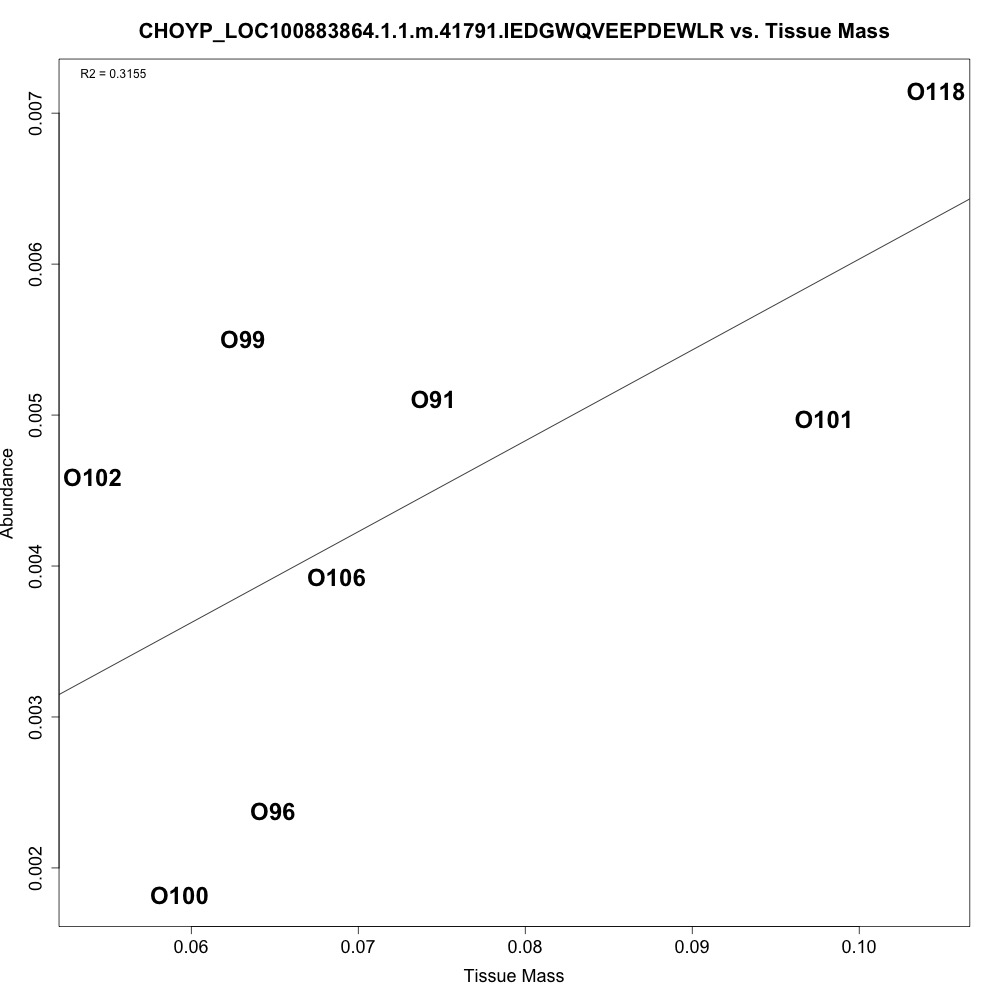 CHOYP_LOC100883864.1.1.m.41791.IEDGWQVEEPDEWLR vs. Tissue Mass
R2 = 0.3155
O118
O99
O91
O101
O102
O106
O96
O100
Abundance
0.007
0.006
0.005
0.004
0.003
0.002
0.06 0.07 0.08 0.09 0.10
Tissue Mass